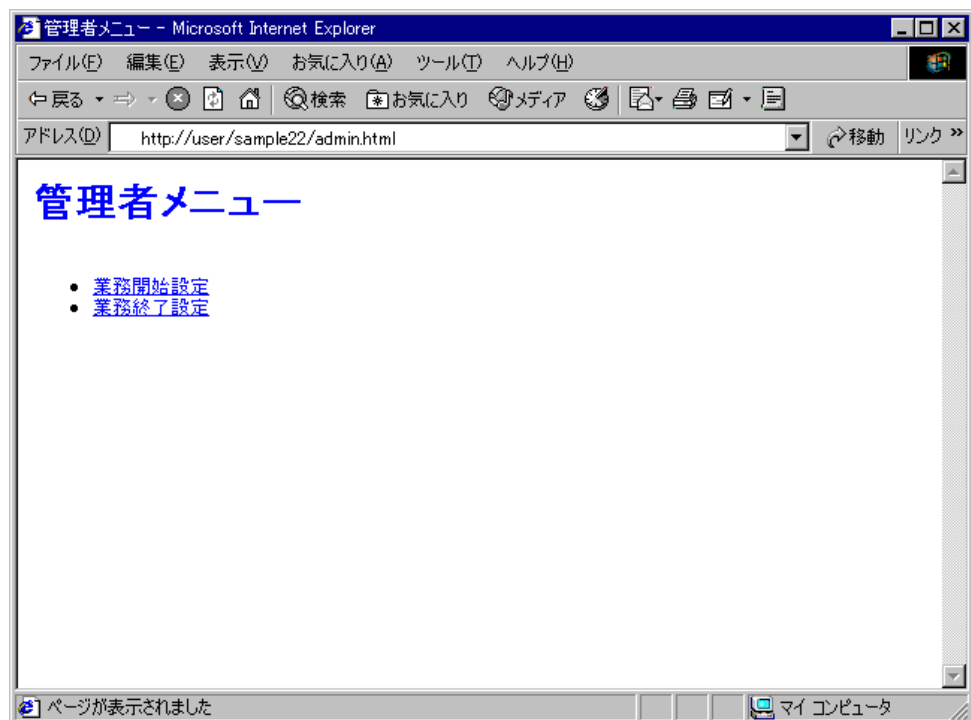 管理者メニュー - Microsoft Internet Explorer
ファイル(F) 編集(E) 表示(V) お気に入り(A) ツール(T) ヘルプ(H)
戻る 検索 お気に入り メディア
アドレス(D) http://user/sample22/admin.html 移動 リンク »
管理者メニュー
• 業務開始設定
• 業務終了設定
ページが表示されました マイ コンピュータ